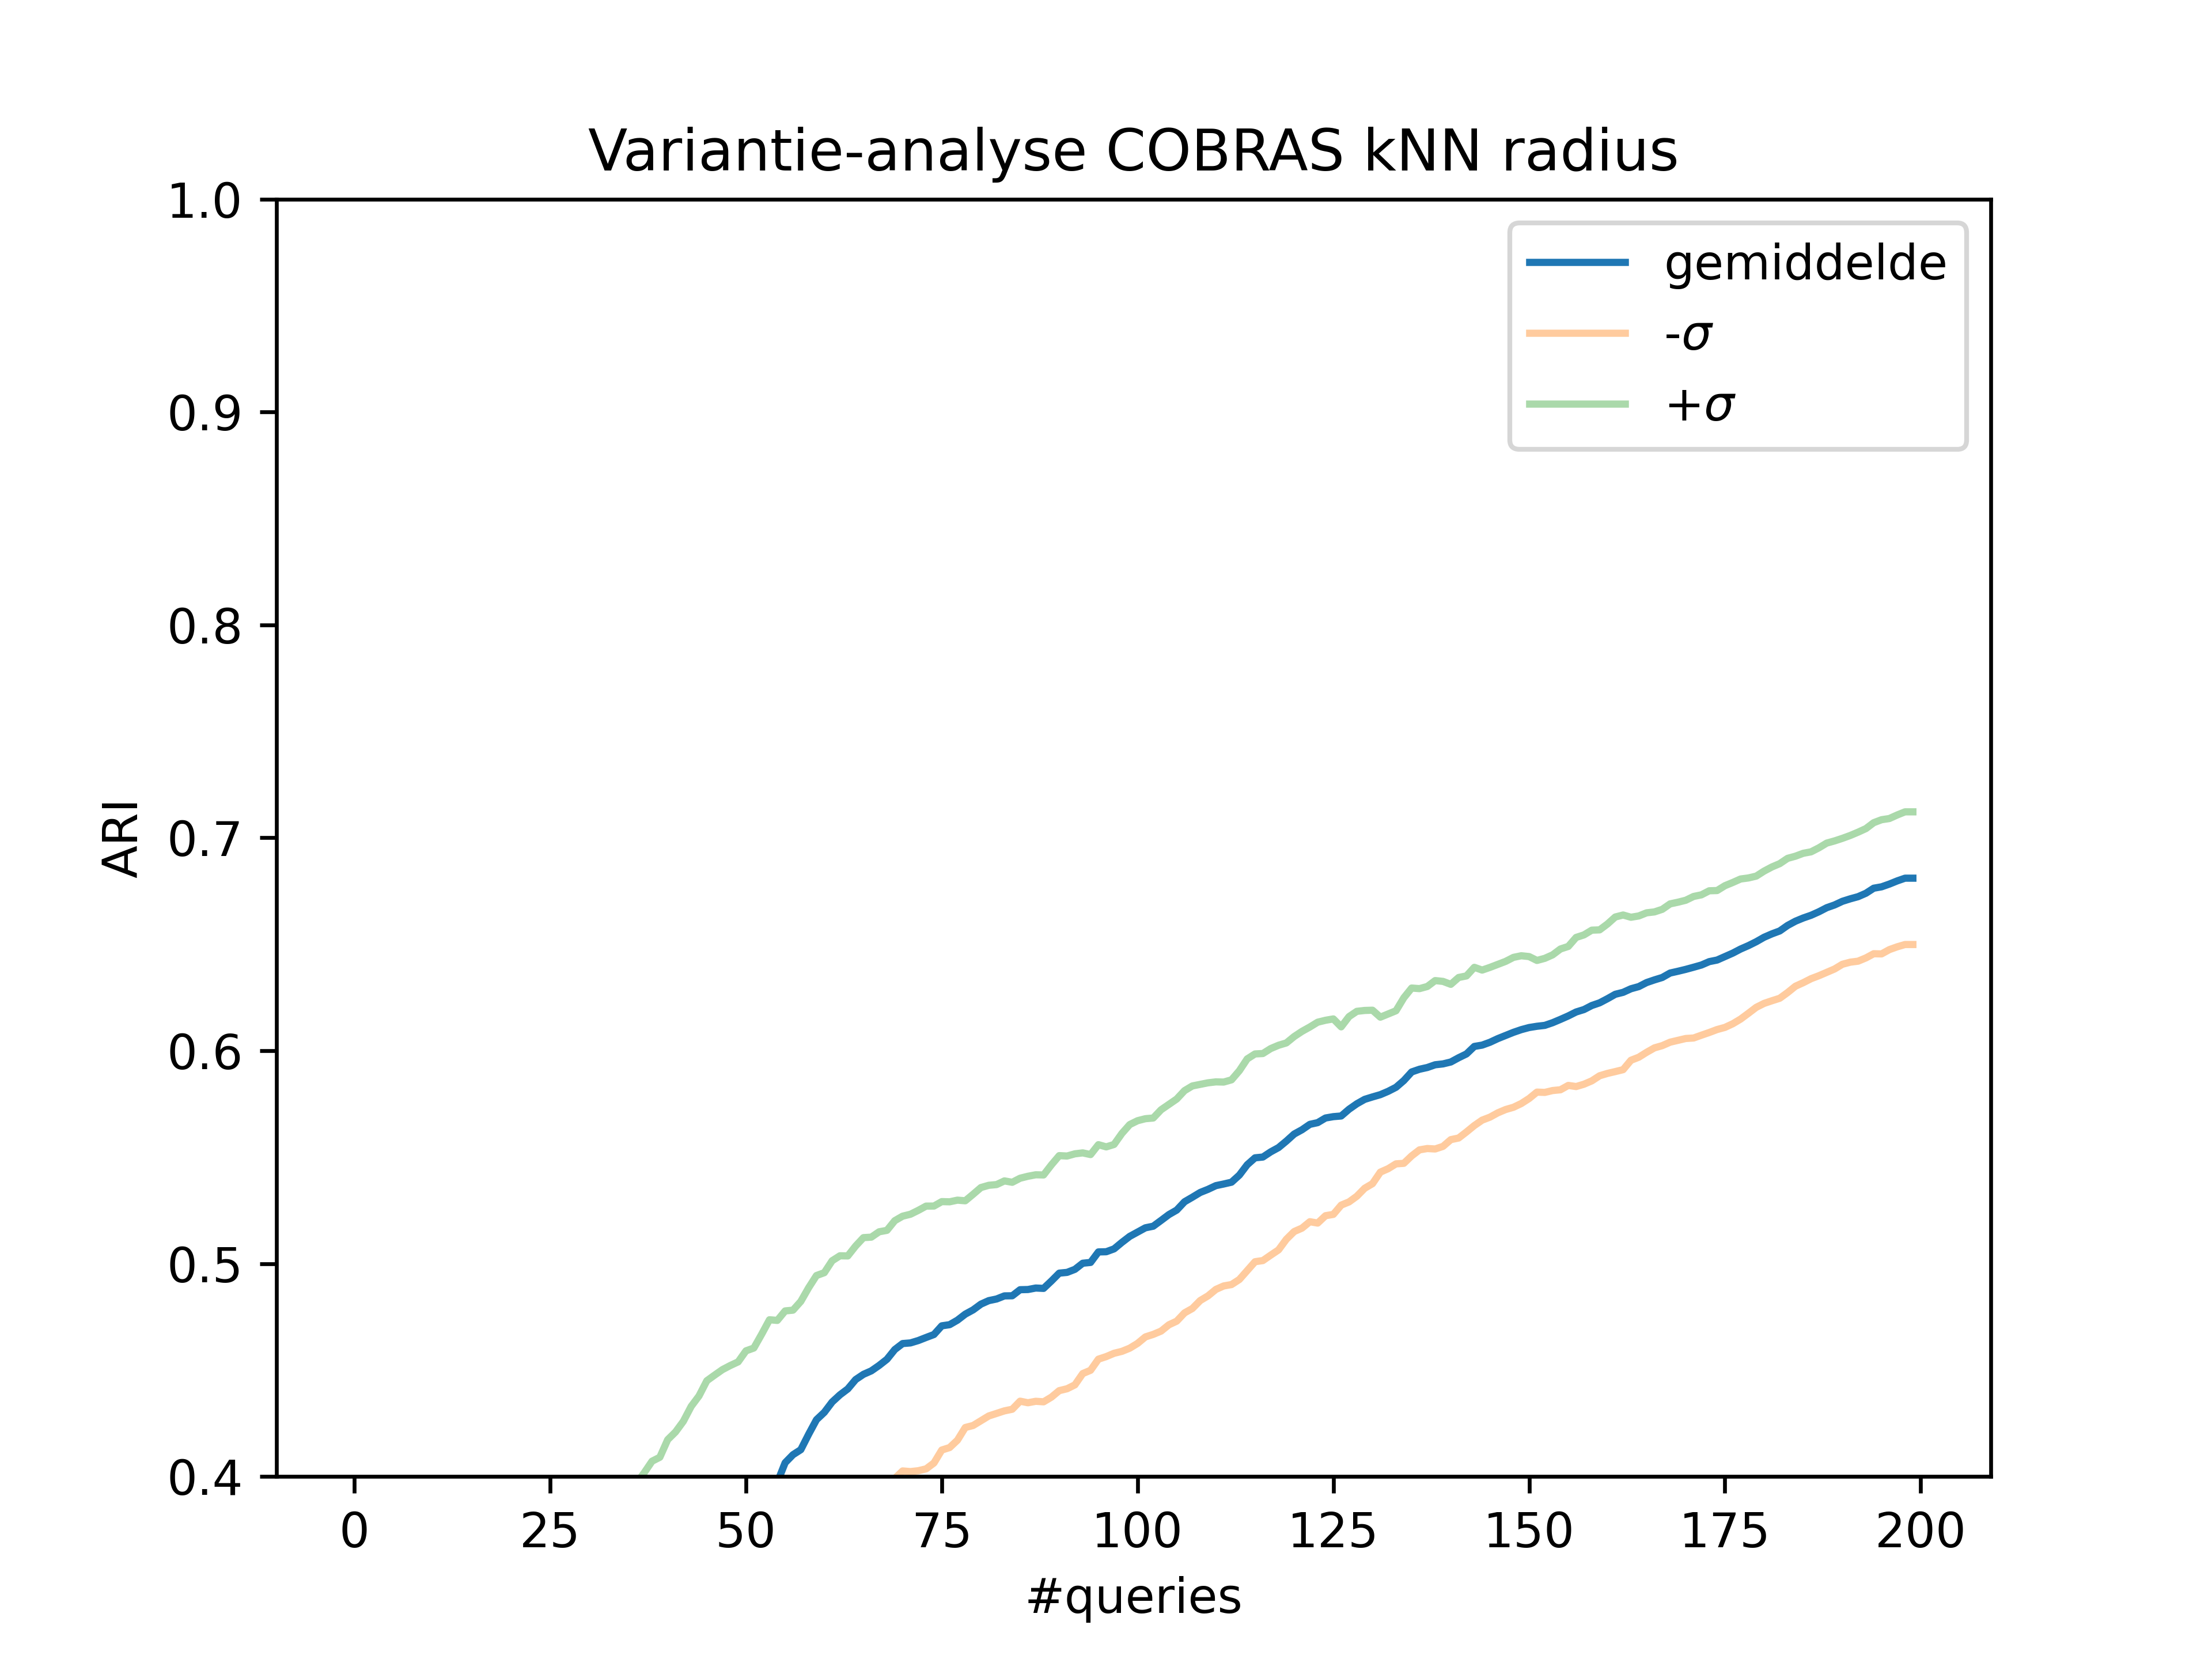 Variantie-analyse COBRAS kNN radius
1.0
0.9
0.8
0.7
0.6
0.5
0.4
ARI
gemiddelde
-σ
+σ
0 25 50 75 100 125 150 175 200
#queries